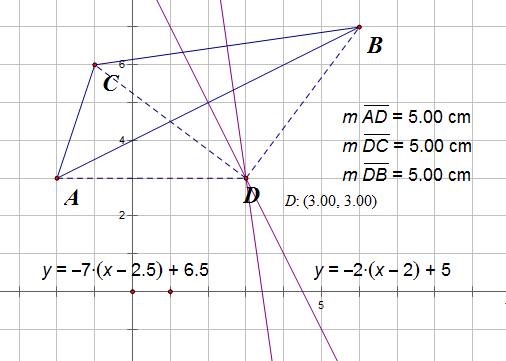 B
6
C
m AD = 5.00 cm
4
m DC = 5.00 cm
m DB = 5.00 cm
A
D
D: (3.00, 3.00)
2
y = –7·(x – 2.5) + 6.5
y = –2·(x – 2) + 5
5